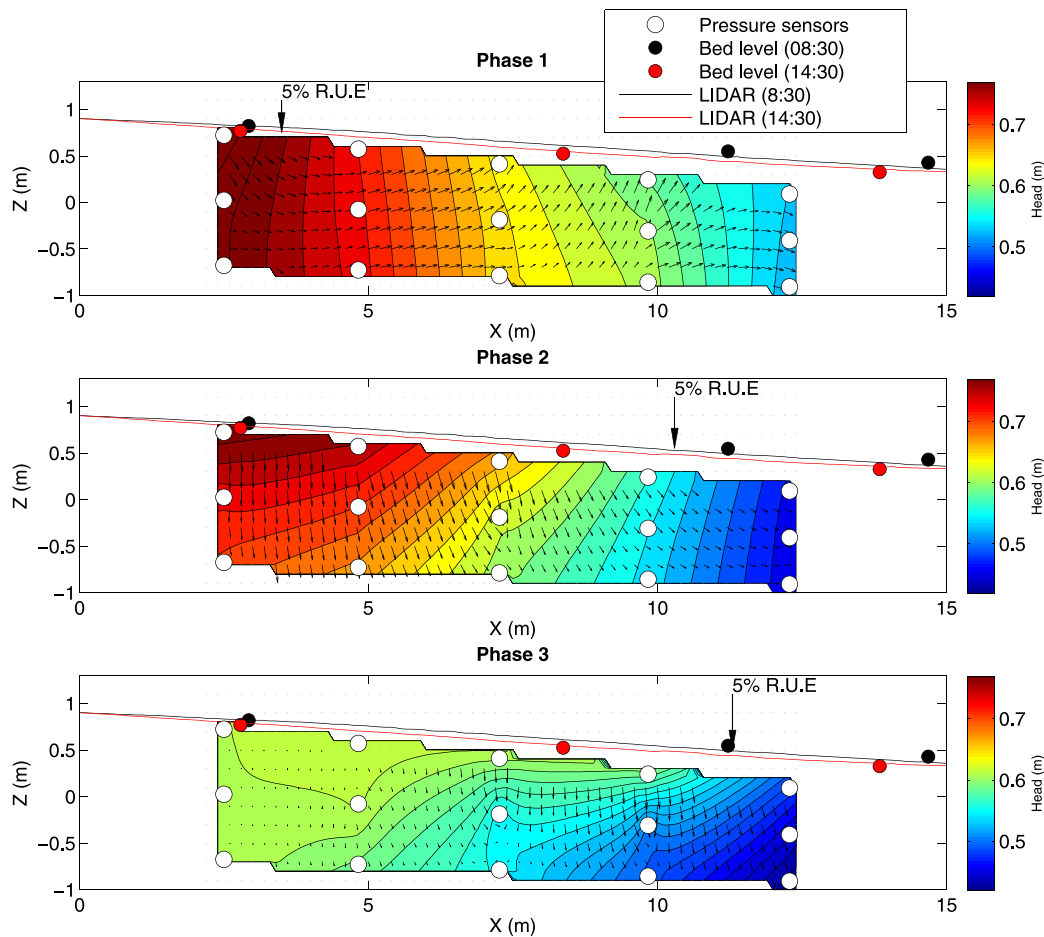 Pressure sensors
Bed level (08:30)
Bed level (14:30)
LIDAR (8:30)
LIDAR (14:30)
Phase 1
5% R.U.E
1
0.5
0
−0.5
−1
Z (m)
0
5
10
15
X (m)
0.7
0.6
0.5
Head (m)
Phase 2
5% R.U.E
1
0.5
0
−0.5
−1
Z (m)
0
5
10
15
X (m)
0.7
0.6
0.5
Head (m)
Phase 3
5% R.U.E
1
0.5
0
−0.5
−1
Z (m)
0
5
10
15
X (m)
0.7
0.6
0.5
Head (m)